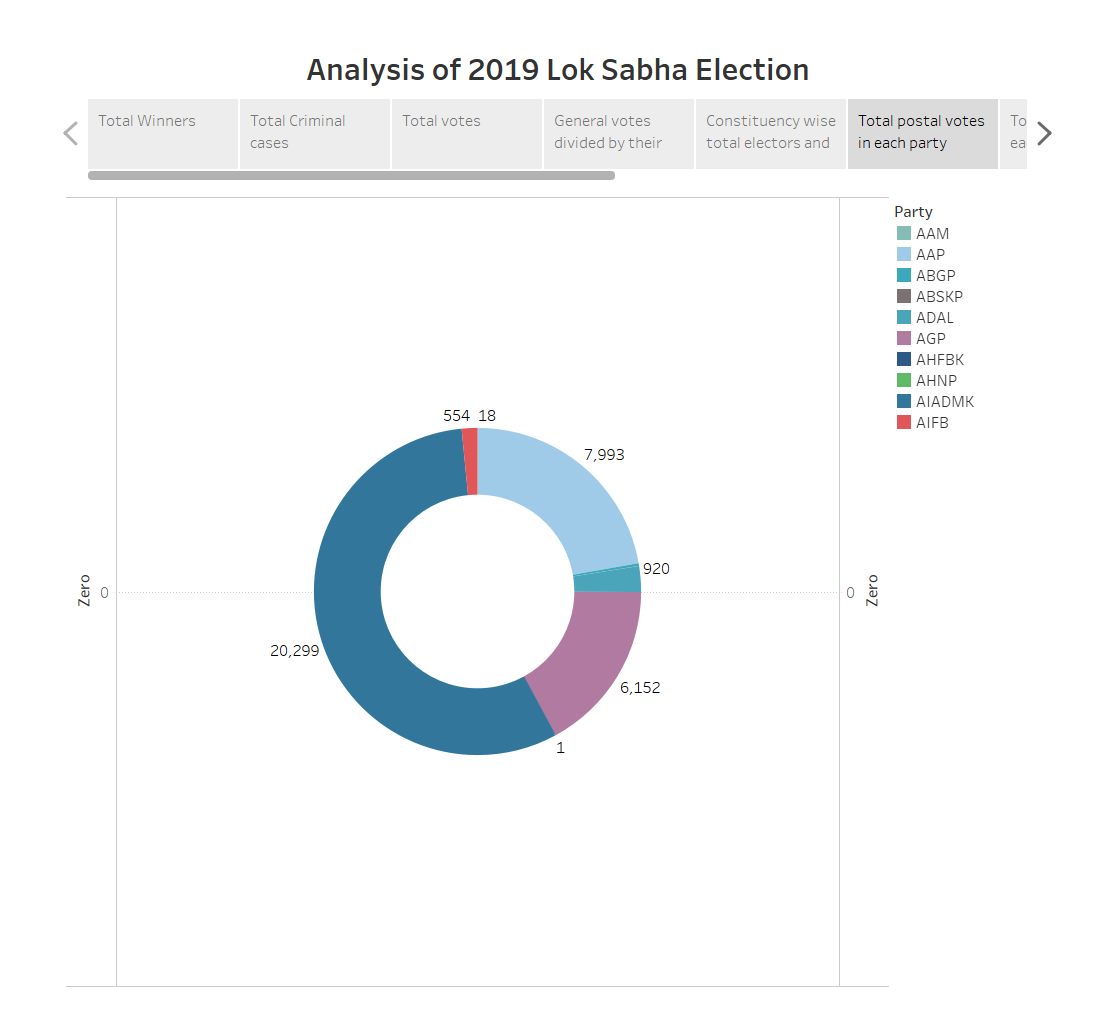 Analysis of 2019 Lok Sabha Election
Total Winners
Total Criminal
cases
Total votes
General votes
divided by their
Constituency wise
total electors and
Total postal votes
in each party
To
ea
Party
AAM
AAP
ABGP
ABSKP
ADAL
AGP
AHFBK
AHNP
AIADMK
AIFB
554
18
7,993
920
Zero
0
0
Zero
20,299
6,152
1